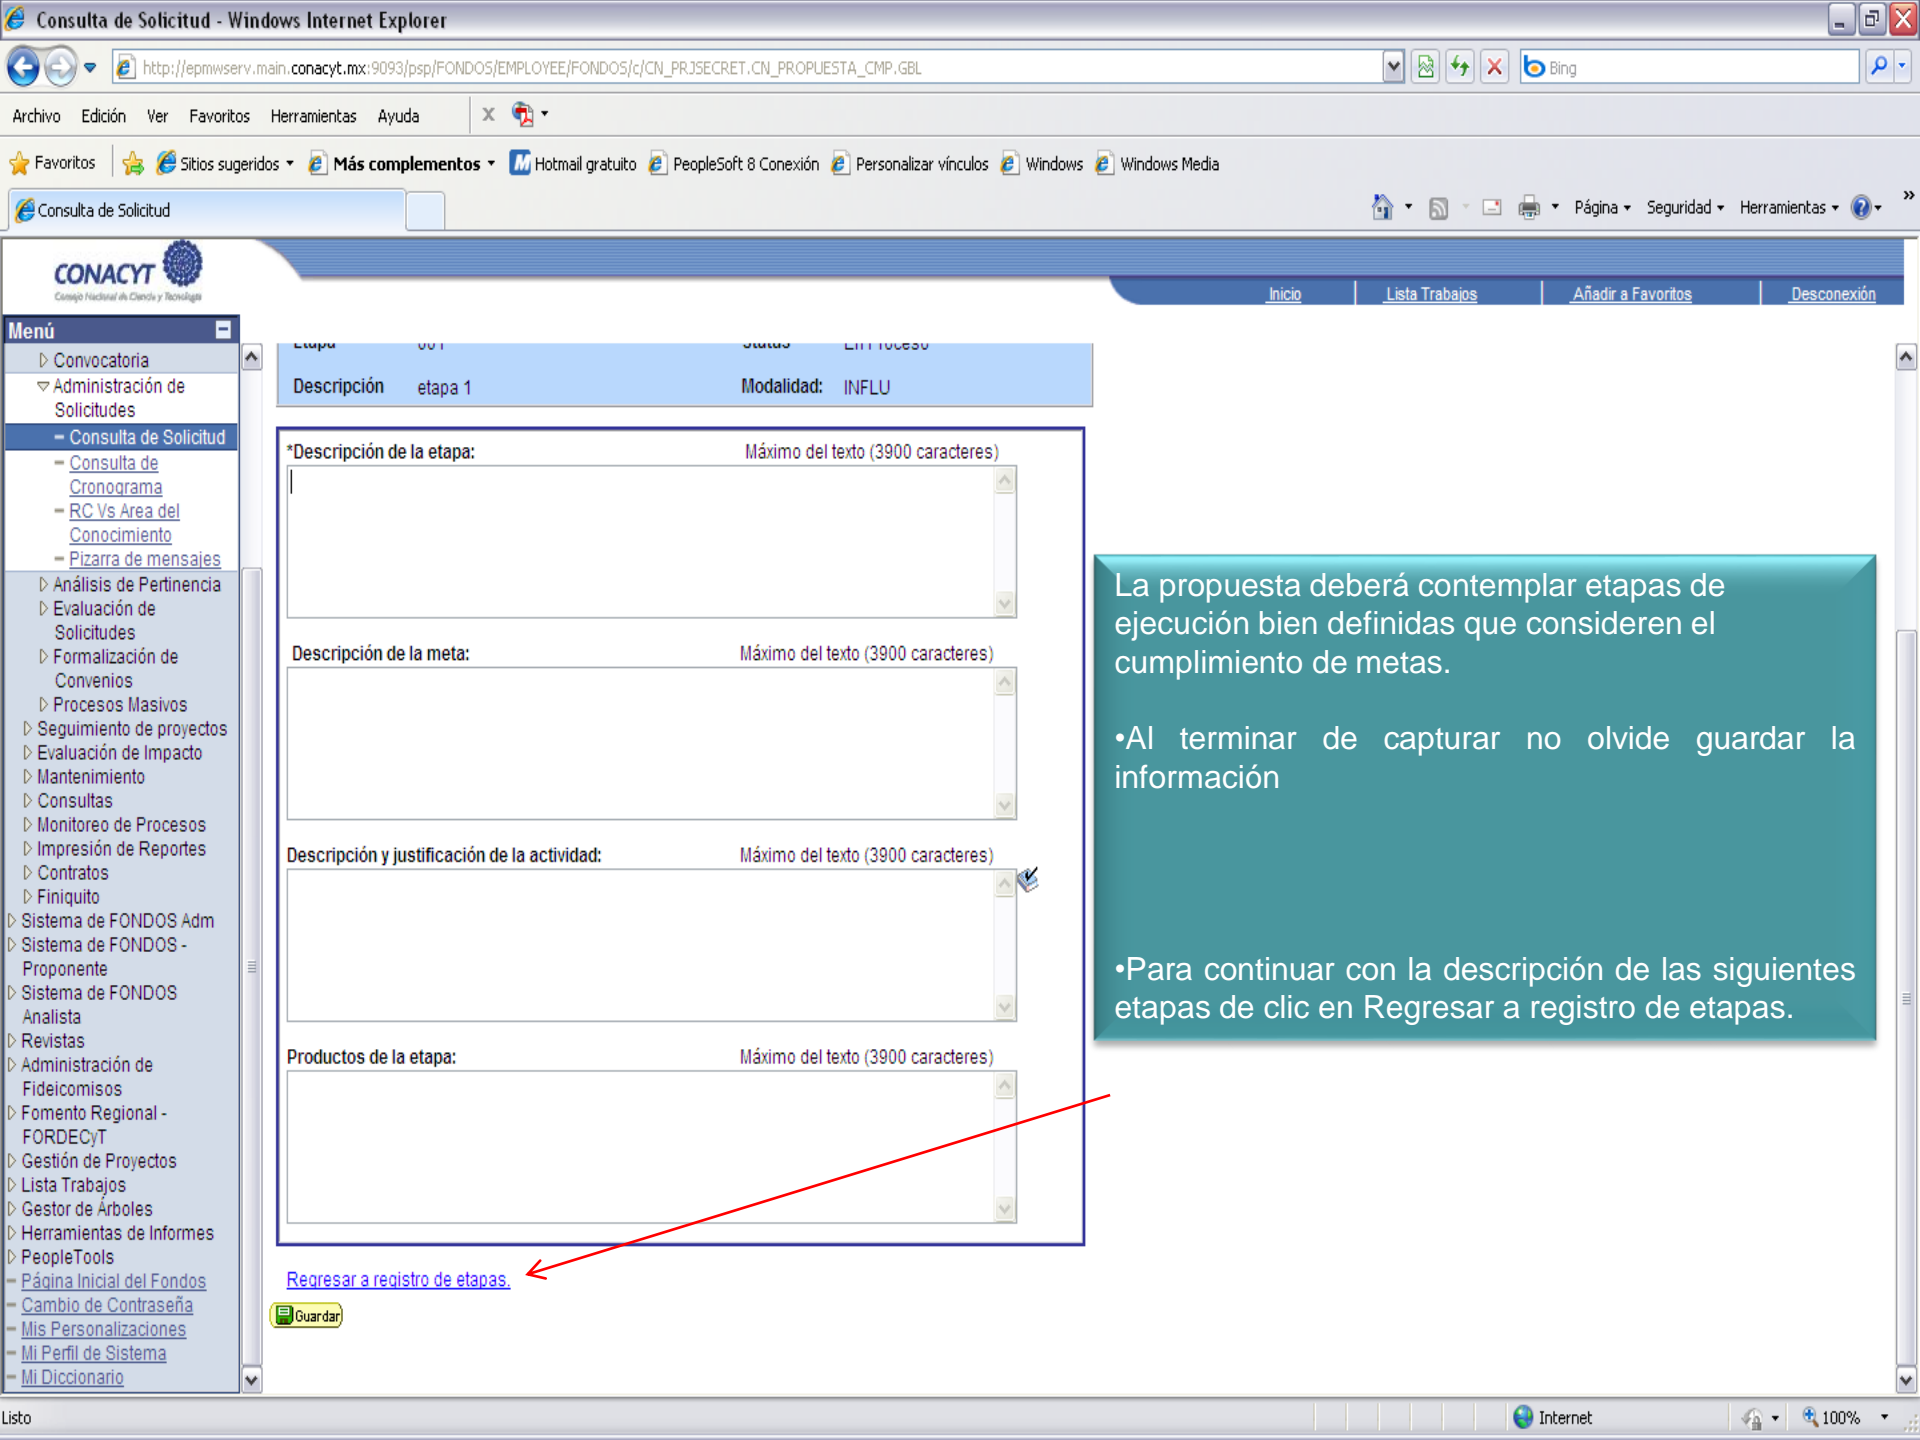 Consulta de Solicitud - Windows Internet Explorer
http://epmwserv.main.conacyt.mx:9093/psp/FONDOS/EMPLOYEE/FONDOS/c/CN_PRJSECRET.CN_PROPUESTA_CMP.GBL
Bing
Archivo Edición Ver Favoritos Herramientas Ayuda
Favoritos Sitios sugeridos Más complementos Hotmail gratuito PeopleSoft 8 Conexión Personalizar vínculos Windows Windows Media
Consulta de Solicitud
Página Seguridad Herramientas
CONACYT
Consejo Nacional de Ciencia y Tecnología
Inicio Lista Trabajos Añadir a Favoritos Desconexión
Menú
Convocatoria
Administración de
Solicitudes
Consulta de Solicitud
Consulta de
Cronograma
RC Vs Area del
Conocimiento
Pizarra de mensajes
Análisis de Pertinencia
Evaluación de
Solicitudes
Formalización de
Convenios
Procesos Masivos
Seguimiento de proyectos
Evaluación de Impacto
Mantenimiento
Consultas
Monitoreo de Procesos
Impresión de Reportes
Contratos
Finiquito
Sistema de FONDOS Adm
Sistema de FONDOS -
Proponente
Sistema de FONDOS
Analista
Revistas
Administración de
Fideicomisos
Fomento Regional -
FORDECyT
Gestión de Proyectos
Lista Trabajos
Gestor de Árboles
Herramientas de Informes
PeopleTools
Página Inicial del Fondos
Cambio de Contraseña
Mis Personalizaciones
Mi Perfil de Sistema
Mi Diccionario
Etapa 001 Status En Proceso
Descripción etapa 1 Modalidad: INFLU
*Descripción de la etapa: Máximo del texto (3900 caracteres)
Descripción de la meta: Máximo del texto (3900 caracteres)
Descripción y justificación de la actividad: Máximo del texto (3900 caracteres)
Productos de la etapa: Máximo del texto (3900 caracteres)
Regresar a registro de etapas.
Guardar
La propuesta deberá contemplar etapas de
ejecución bien definidas que consideren el
cumplimiento de metas.
•Al terminar de capturar no olvide guardar la
información
•Para continuar con la descripción de las siguientes
etapas de clic en Regresar a registro de etapas.
Listo
Internet
100%